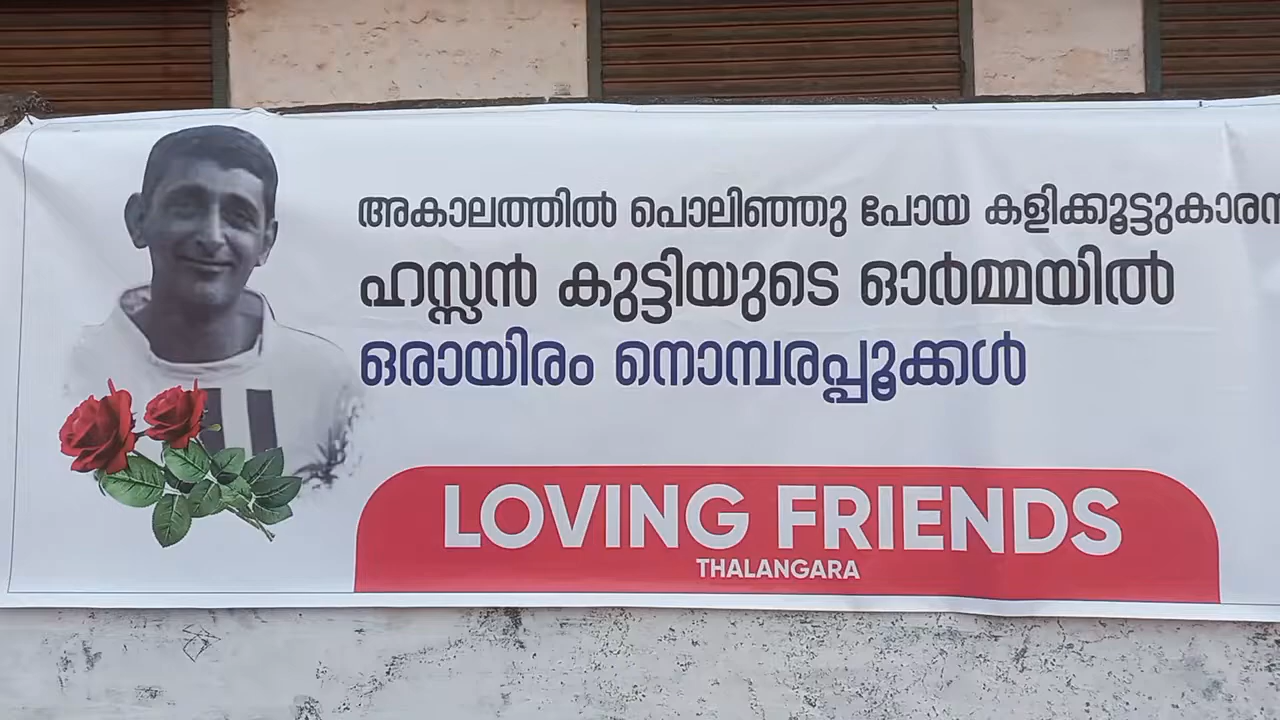 അകാലത്തിൽ പൊലിഞ്ഞു പോയ കളിക്കൂട്ടുകാരൻ
ഹസ്സൻ കുട്ടിയുടെ ഓർമ്മയിൽ
ഒരായിരം നൊമ്പരപ്പൂക്കൾ
LOVING FRIENDS
THALANGARA